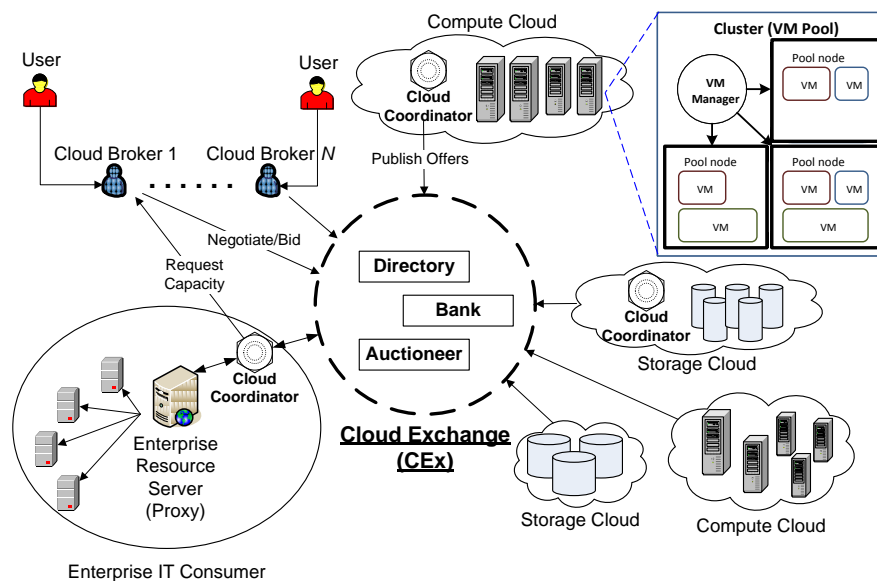 Compute Cloud
User
User
Cloud
Coordinator
Cluster (VM Pool)
VM
Manager
Pool node
VM
VM
Pool node
VM
VM
Pool node
VM
VM
VM
Cloud Broker 1
Cloud Broker N
Publish Offers
Negotiate/Bid
Request
Capacity
Directory
Bank
Auctioneer
Cloud Exchange
(CEx)
Cloud
Coordinator
Storage Cloud
Cloud
Coordinator
Enterprise
Resource
Server
(Proxy)
Enterprise IT Consumer
Storage Cloud
Compute Cloud